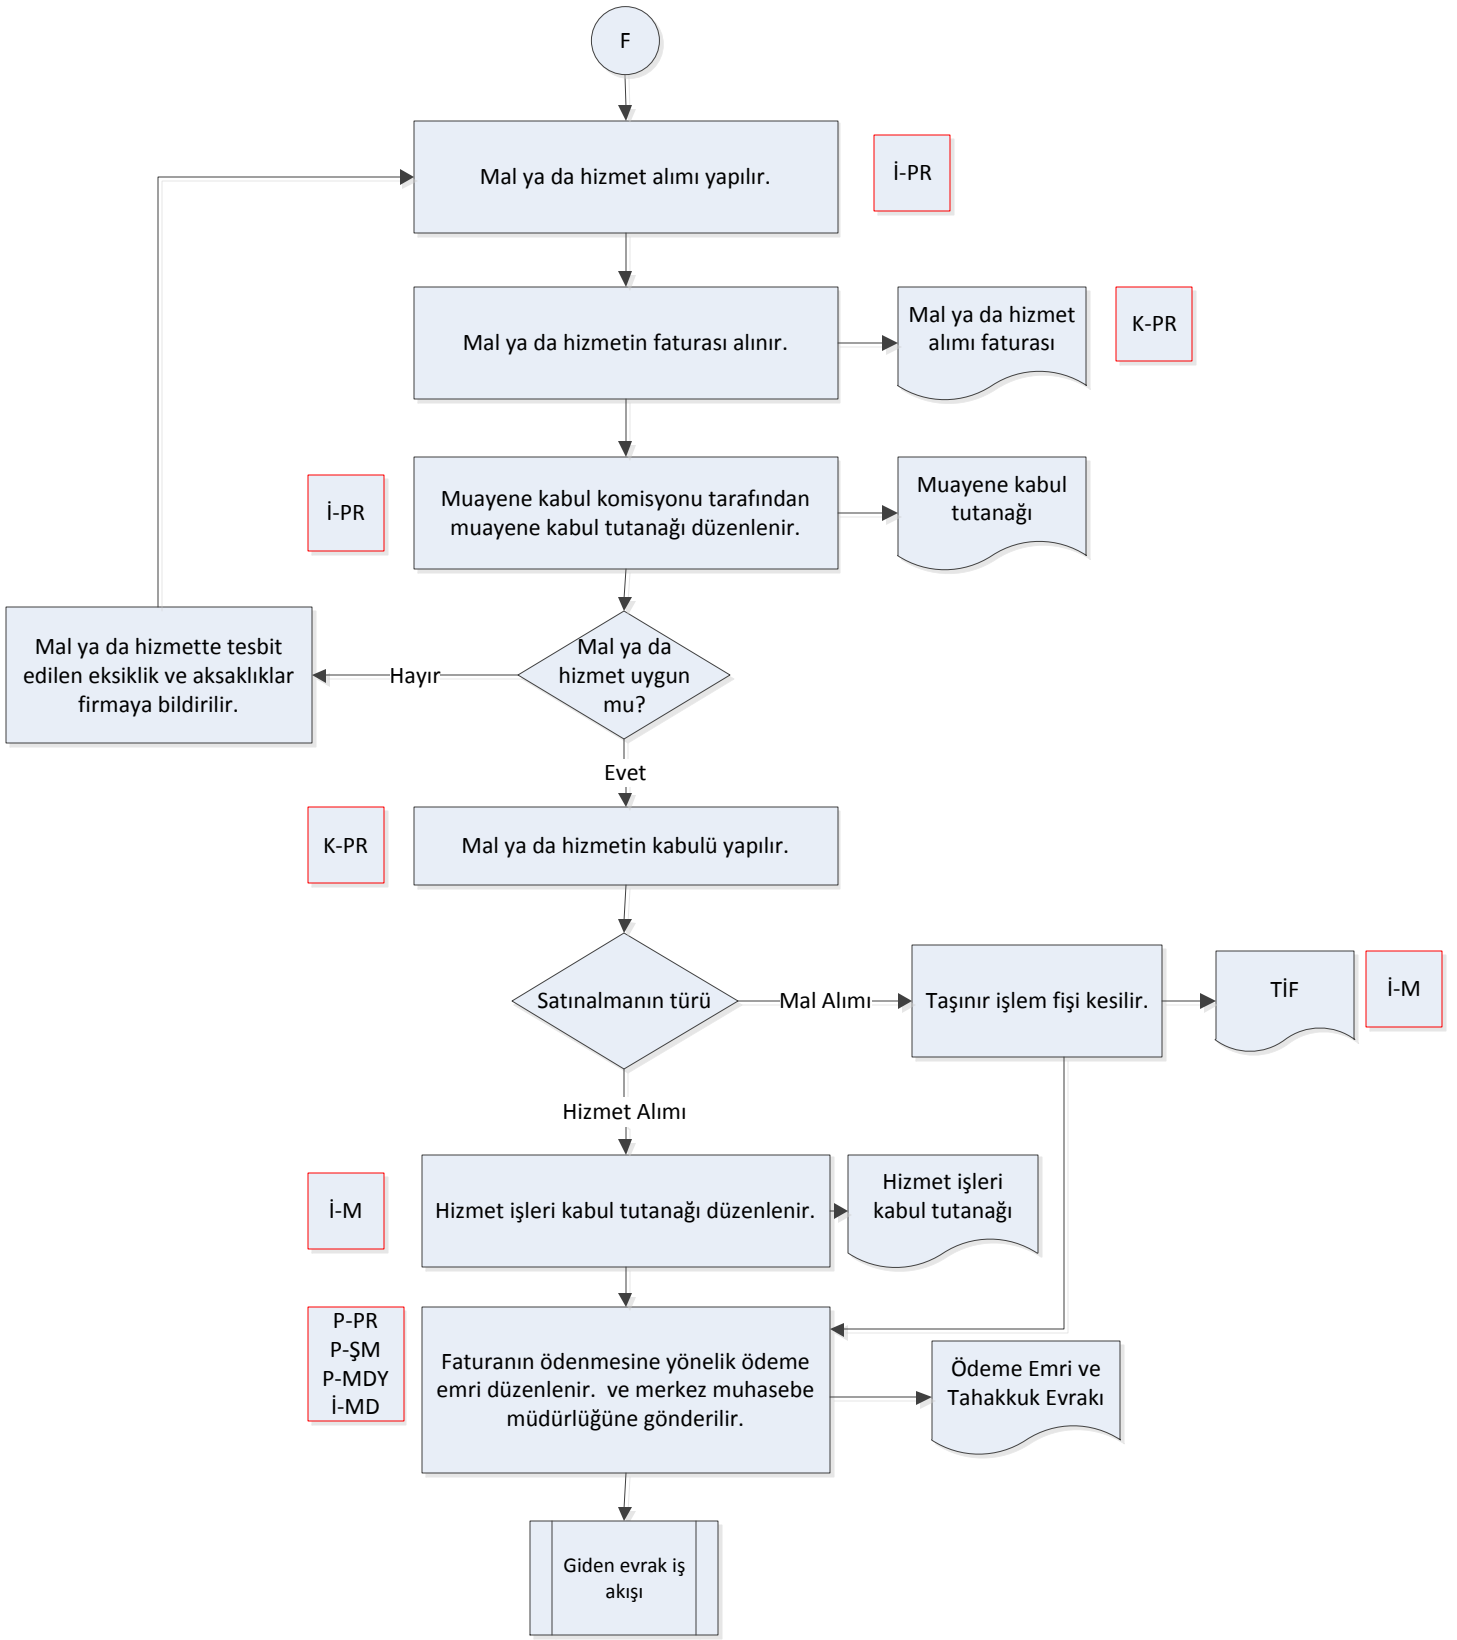 F
Mal ya da hizmet alımı yapılır.
İ-PR
Mal ya da hizmetin faturası alınır.
Mal ya da hizmet
alımı faturası
K-PR
İ-PR
Muayene kabul komisyonu tarafından
muayene kabul tutanağı düzenlenir.
Muayene kabul
tutanağı
Mal ya da hizmette tesbit
edilen eksiklik ve aksaklıklar
firmaya bildirilir.
Hayır
Mal ya da
hizmet uygun
mu?
Evet
K-PR
Mal ya da hizmetin kabulü yapılır.
Satınalmanın türü
Mal Alımı
Taşınır işlem fişi kesilir.
TİF
İ-M
Hizmet Alımı
İ-M
Hizmet işleri kabul tutanağı düzenlenir.
Hizmet işleri
kabul tutanağı
P-PR
P-ŞM
P-MDY
İ-MD
Faturanın ödenmesine yönelik ödeme
emri düzenlenir.  ve merkez muhasebe
müdürlüğüne gönderilir.
Ödeme Emri ve
Tahakkuk Evrakı
Giden evrak iş
akışı